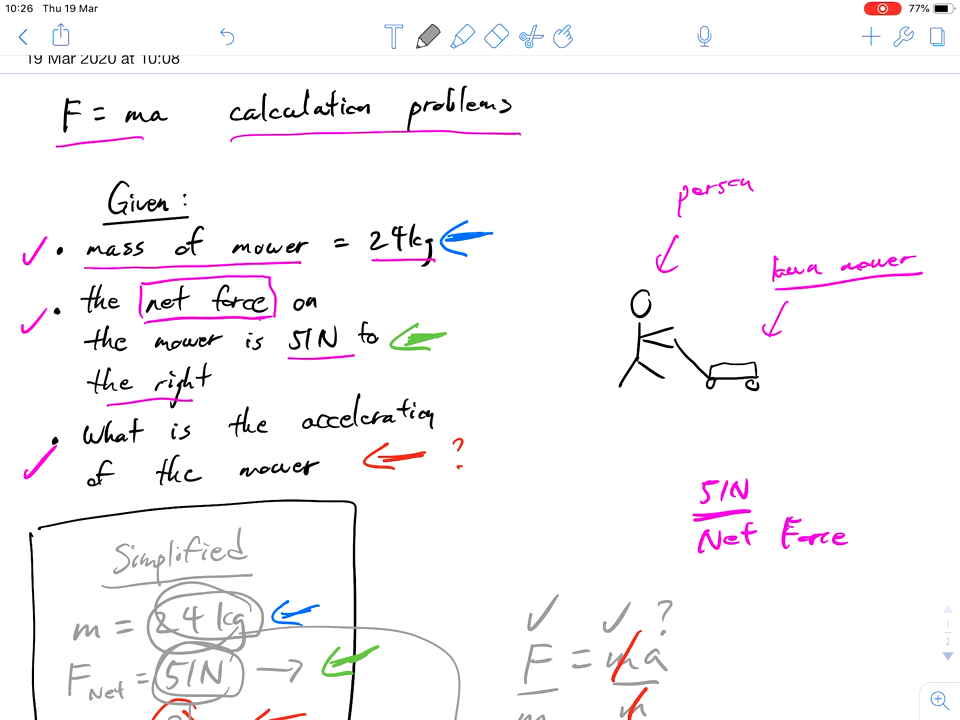 10:26 Thu 19 Mar
77%
19 Mar 2020 at 10:08
F = ma calculation problems
Given:
• mass of mower = 24kg
• the net force on
the mower is 51N to
the right
• What is the acceleration
of the mower ?
person
lawn mower
51N
Net Force
Simplified
m = 24 kg
F Net = 51N →
✓ ✓ ?
F = ma
m m